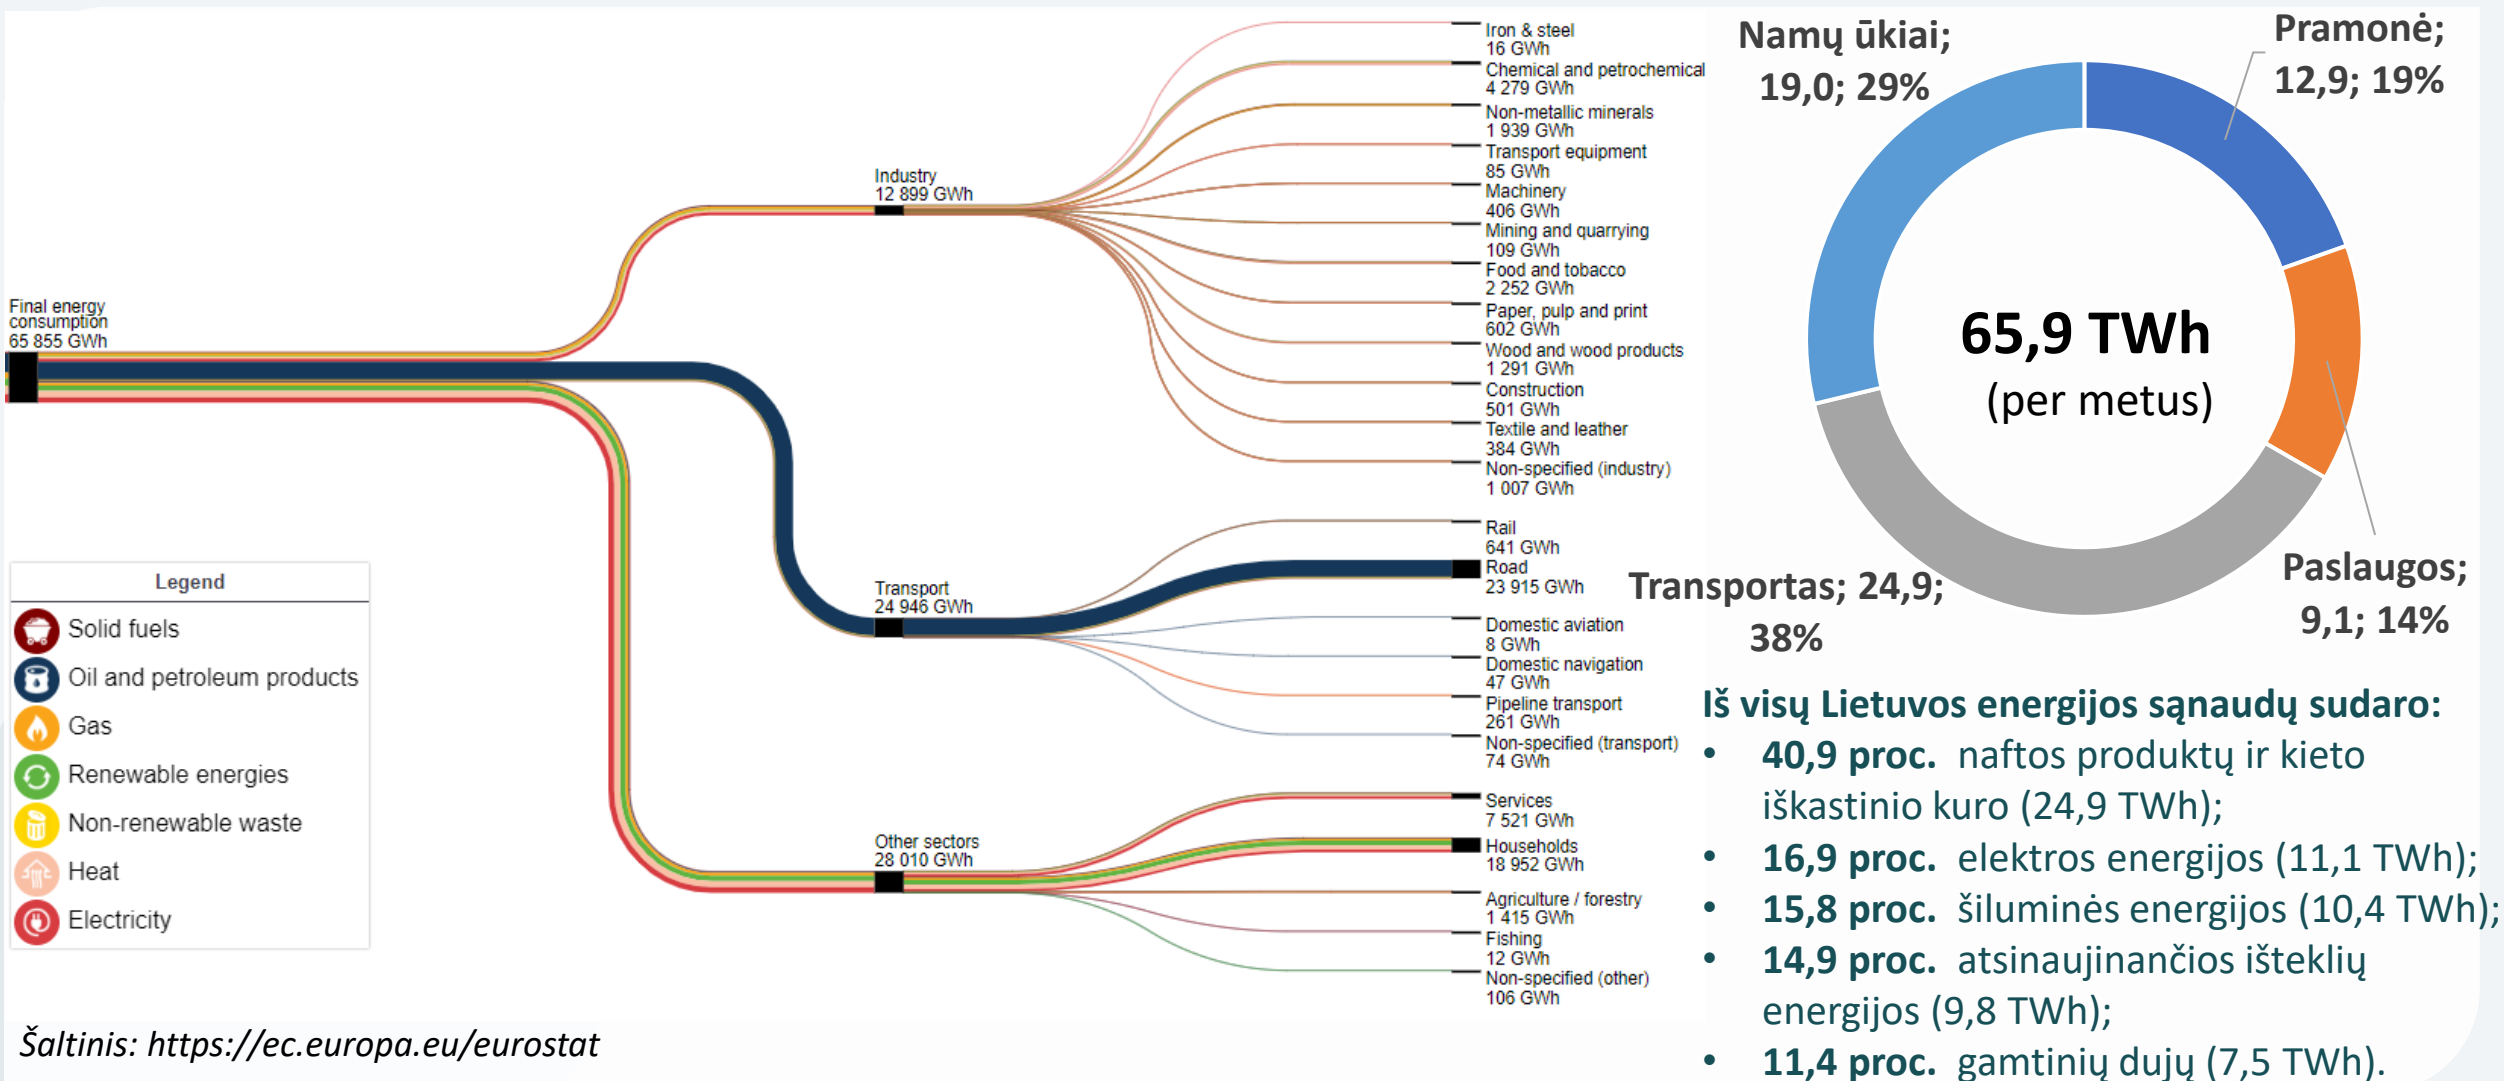 Final energy
consumption
65 855 GWh
Industry
12 899 GWh
Transport
24 946 GWh
Other sectors
28 010 GWh
Iron & steel
16 GWh
Chemical and petrochemical
4 279 GWh
Non-metallic minerals
1 939 GWh
Transport equipment
85 GWh
Machinery
406 GWh
Mining and quarrying
109 GWh
Food and tobacco
2 252 GWh
Paper, pulp and print
602 GWh
Wood and wood products
1 291 GWh
Construction
501 GWh
Textile and leather
384 GWh
Non-specified (industry)
1 007 GWh
Rail
641 GWh
Road
23 915 GWh
Domestic aviation
8 GWh
Domestic navigation
47 GWh
Pipeline transport
261 GWh
Non-specified (transport)
74 GWh
Services
7 521 GWh
Households
18 952 GWh
Agriculture / forestry
1 415 GWh
Fishing
12 GWh
Non-specified (other)
106 GWh
Legend
Solid fuels
Oil and petroleum products
Gas
Renewable energies
Non-renewable waste
Heat
Electricity
Šaltinis: https://ec.europa.eu/eurostat
Namų ūkiai;
19,0; 29%
Pramonė;
12,9; 19%
65,9 TWh
(per metus)
Transportas; 24,9;
38%
Paslaugos;
9,1; 14%
Iš visų Lietuvos energijos sąnaudų sudaro:
• 40,9 proc. naftos produktų ir kieto
iškastinio kuro (24,9 TWh);
• 16,9 proc. elektros energijos (11,1 TWh);
• 15,8 proc. šiluminės energijos (10,4 TWh);
• 14,9 proc. atsinaujinančios išteklių
energijos (9,8 TWh);
• 11,4 proc. gamtinių dujų (7,5 TWh).